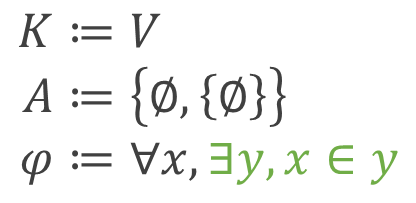 K ≔ V
A ≔ {∅, {∅}}
φ ≔ ∀x, ∃y, x ∈ y